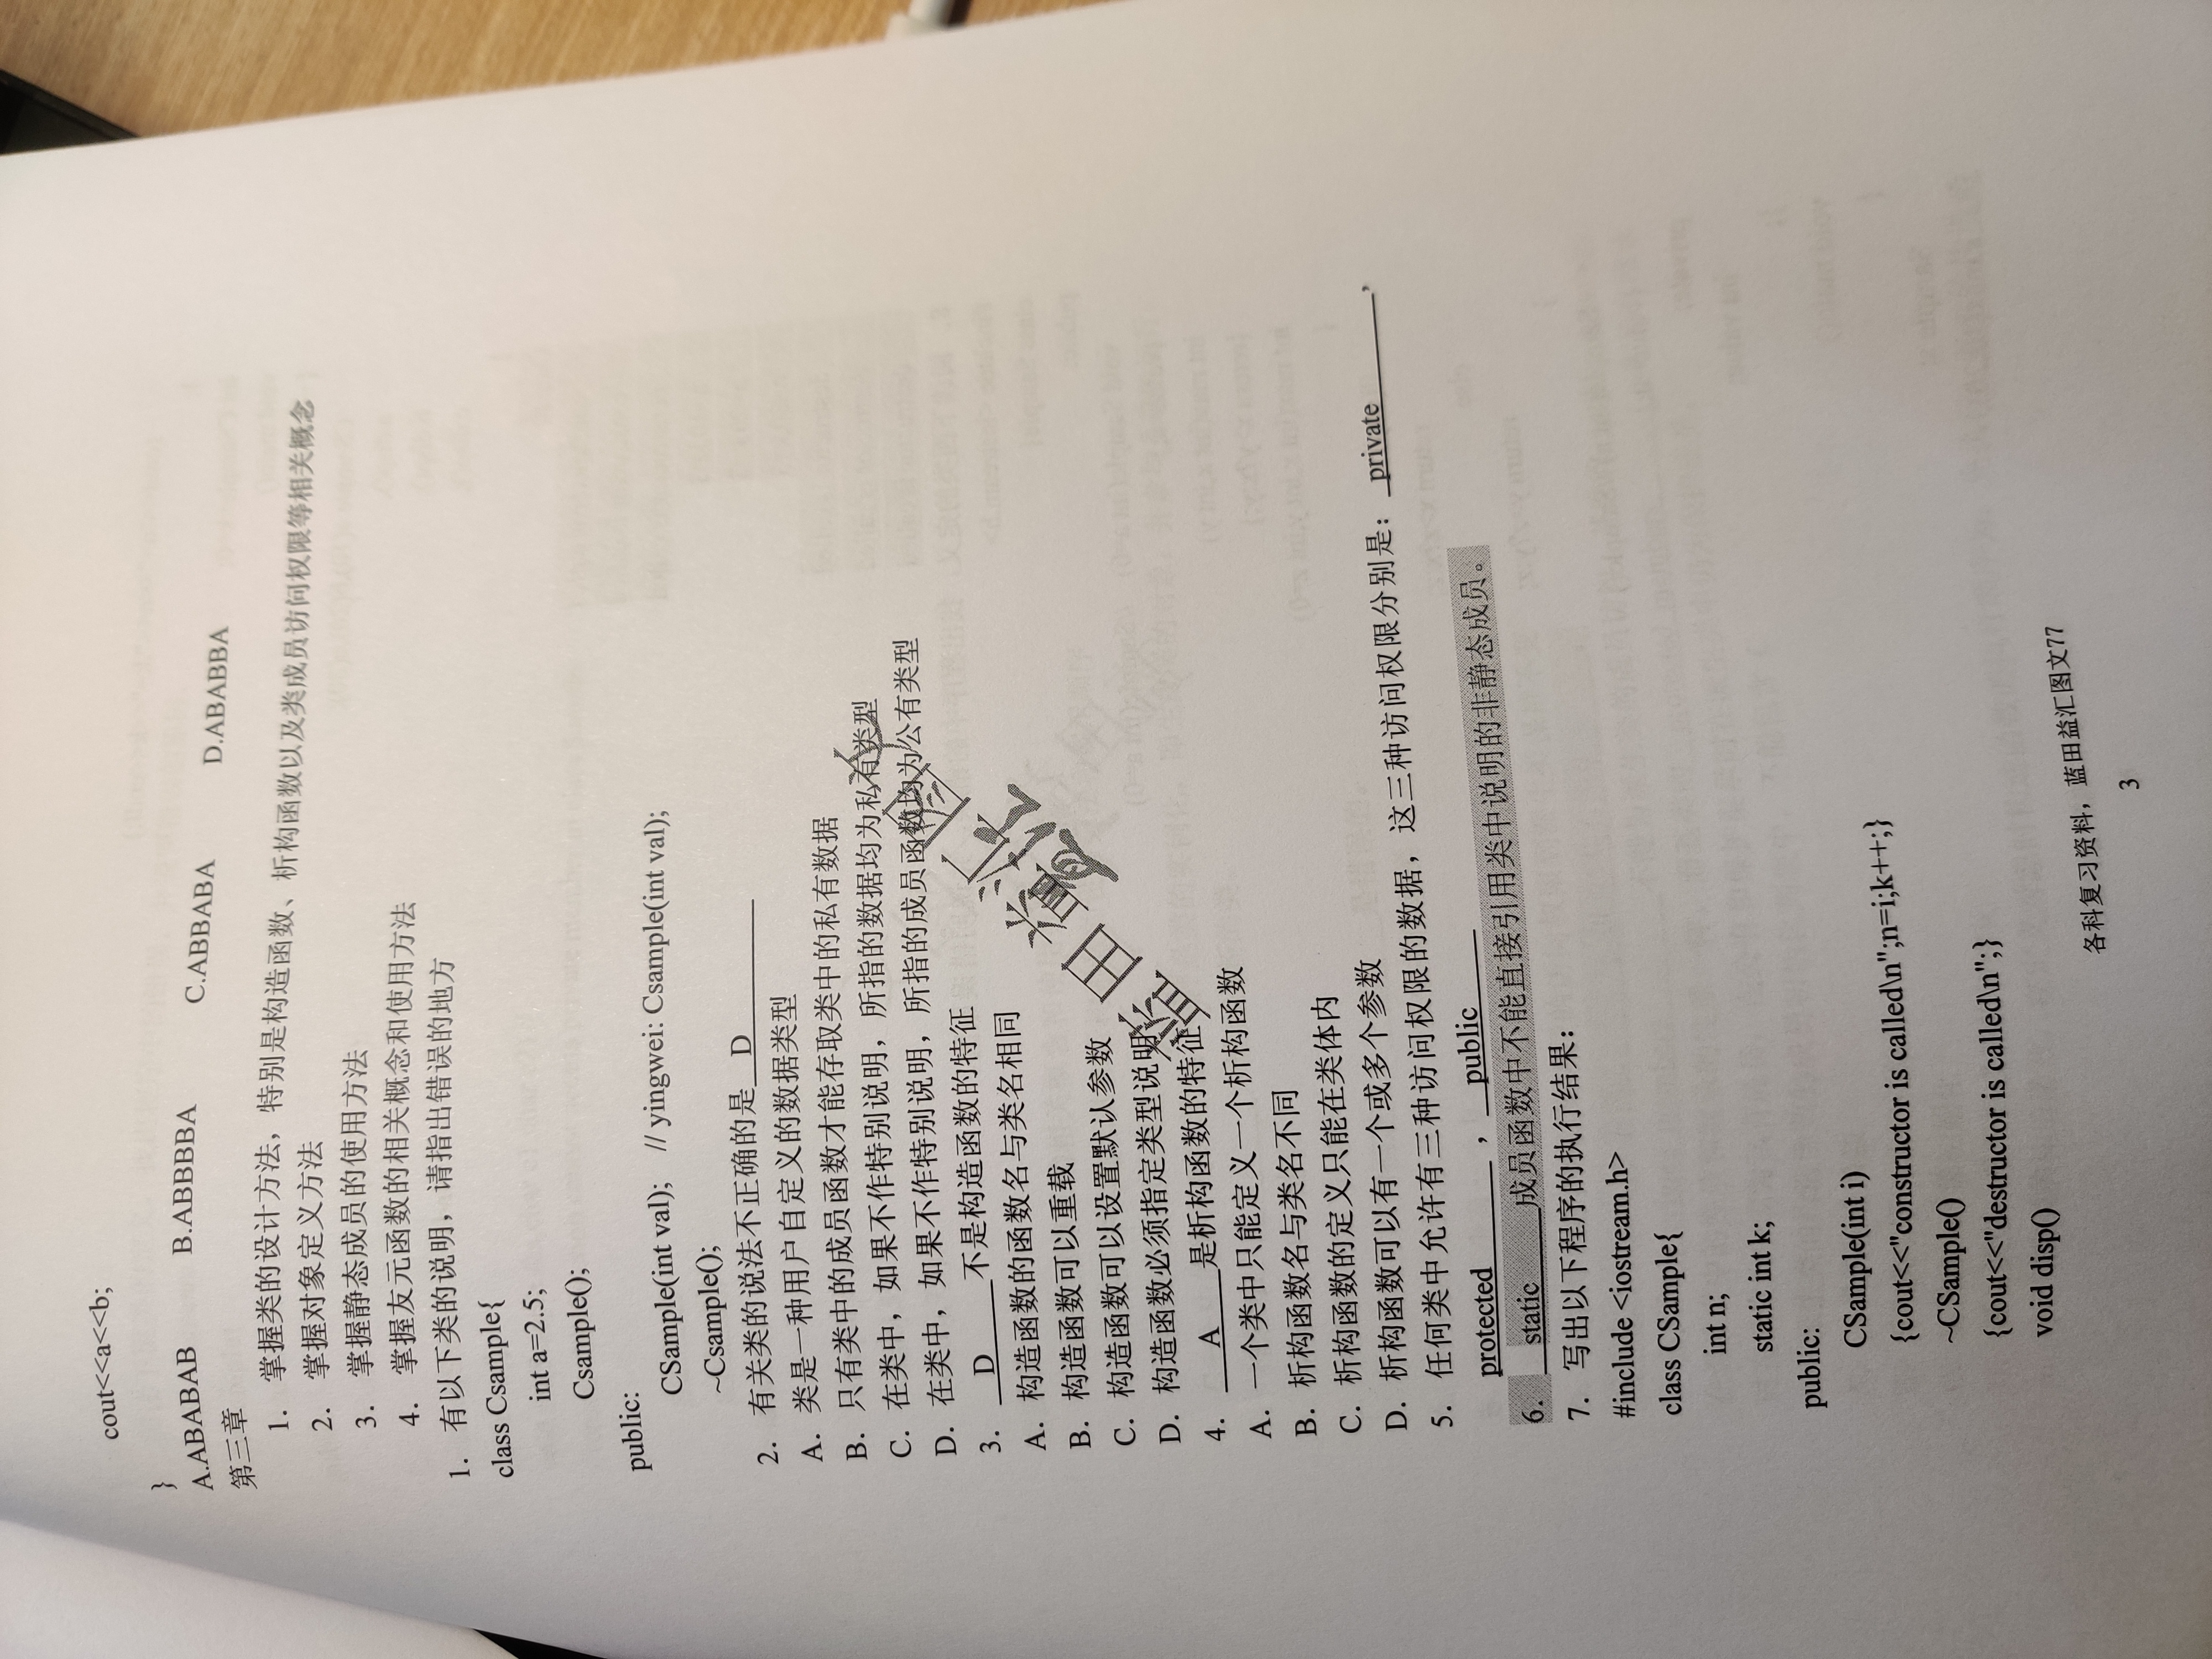 cout<<a<<b;
}
A.ABABAB B.ABBBBA C.ABBABA D.ABABBA
第三章
1. 掌握类的设计方法，特别是构造函数、析构函数以及类成员访问权限等相关概念
2. 掌握对象定义方法
3. 掌握静态成员的使用方法
4. 掌握友元函数的相关概念和使用方法
1. 有以下类的说明，请指出错误的地方
class Csample{
int a=2.5;
Csample();
public:
CSample(int val); // yingwei: Csample(int val);
~Csample();
2. 有关类的说法不正确的是 D
A. 类是一种用户自定义的数据类型
B. 只有类中的成员函数才能存取类中的私有数据
C. 在类中，如果不作特别说明，所指的数据均为私有类型
D. 在类中，如果不作特别说明，所指的成员函数均为公有类型
3. D 不是构造函数的特征
A. 构造函数的函数名与类名相同
B. 构造函数可以重载
C. 构造函数可以设置默认参数
D. 构造函数必须指定类型说明
4. A 是析构函数的特征
A. 一个类中只能定义一个析构函数
B. 析构函数名与类名不同
C. 析构函数的定义只能在类体内
D. 析构函数可以有一个或多个参数
5. 任何类中允许有三种访问权限的数据，这三种访问权限分别是： private ，
protected ， public
6. static 成员函数中不能直接引用类中说明的非静态成员。
7. 写出以下程序的执行结果：
#include <iostream.h>
class CSample{
int n;
static int k;
public:
CSample(int i)
{cout<<"constructor is called\n";n=i;k++;}
~CSample()
{cout<<"destructor is called\n";}
void disp()
蓝田益汇图文
益汇
各科复习资料，蓝田益汇图文77
3